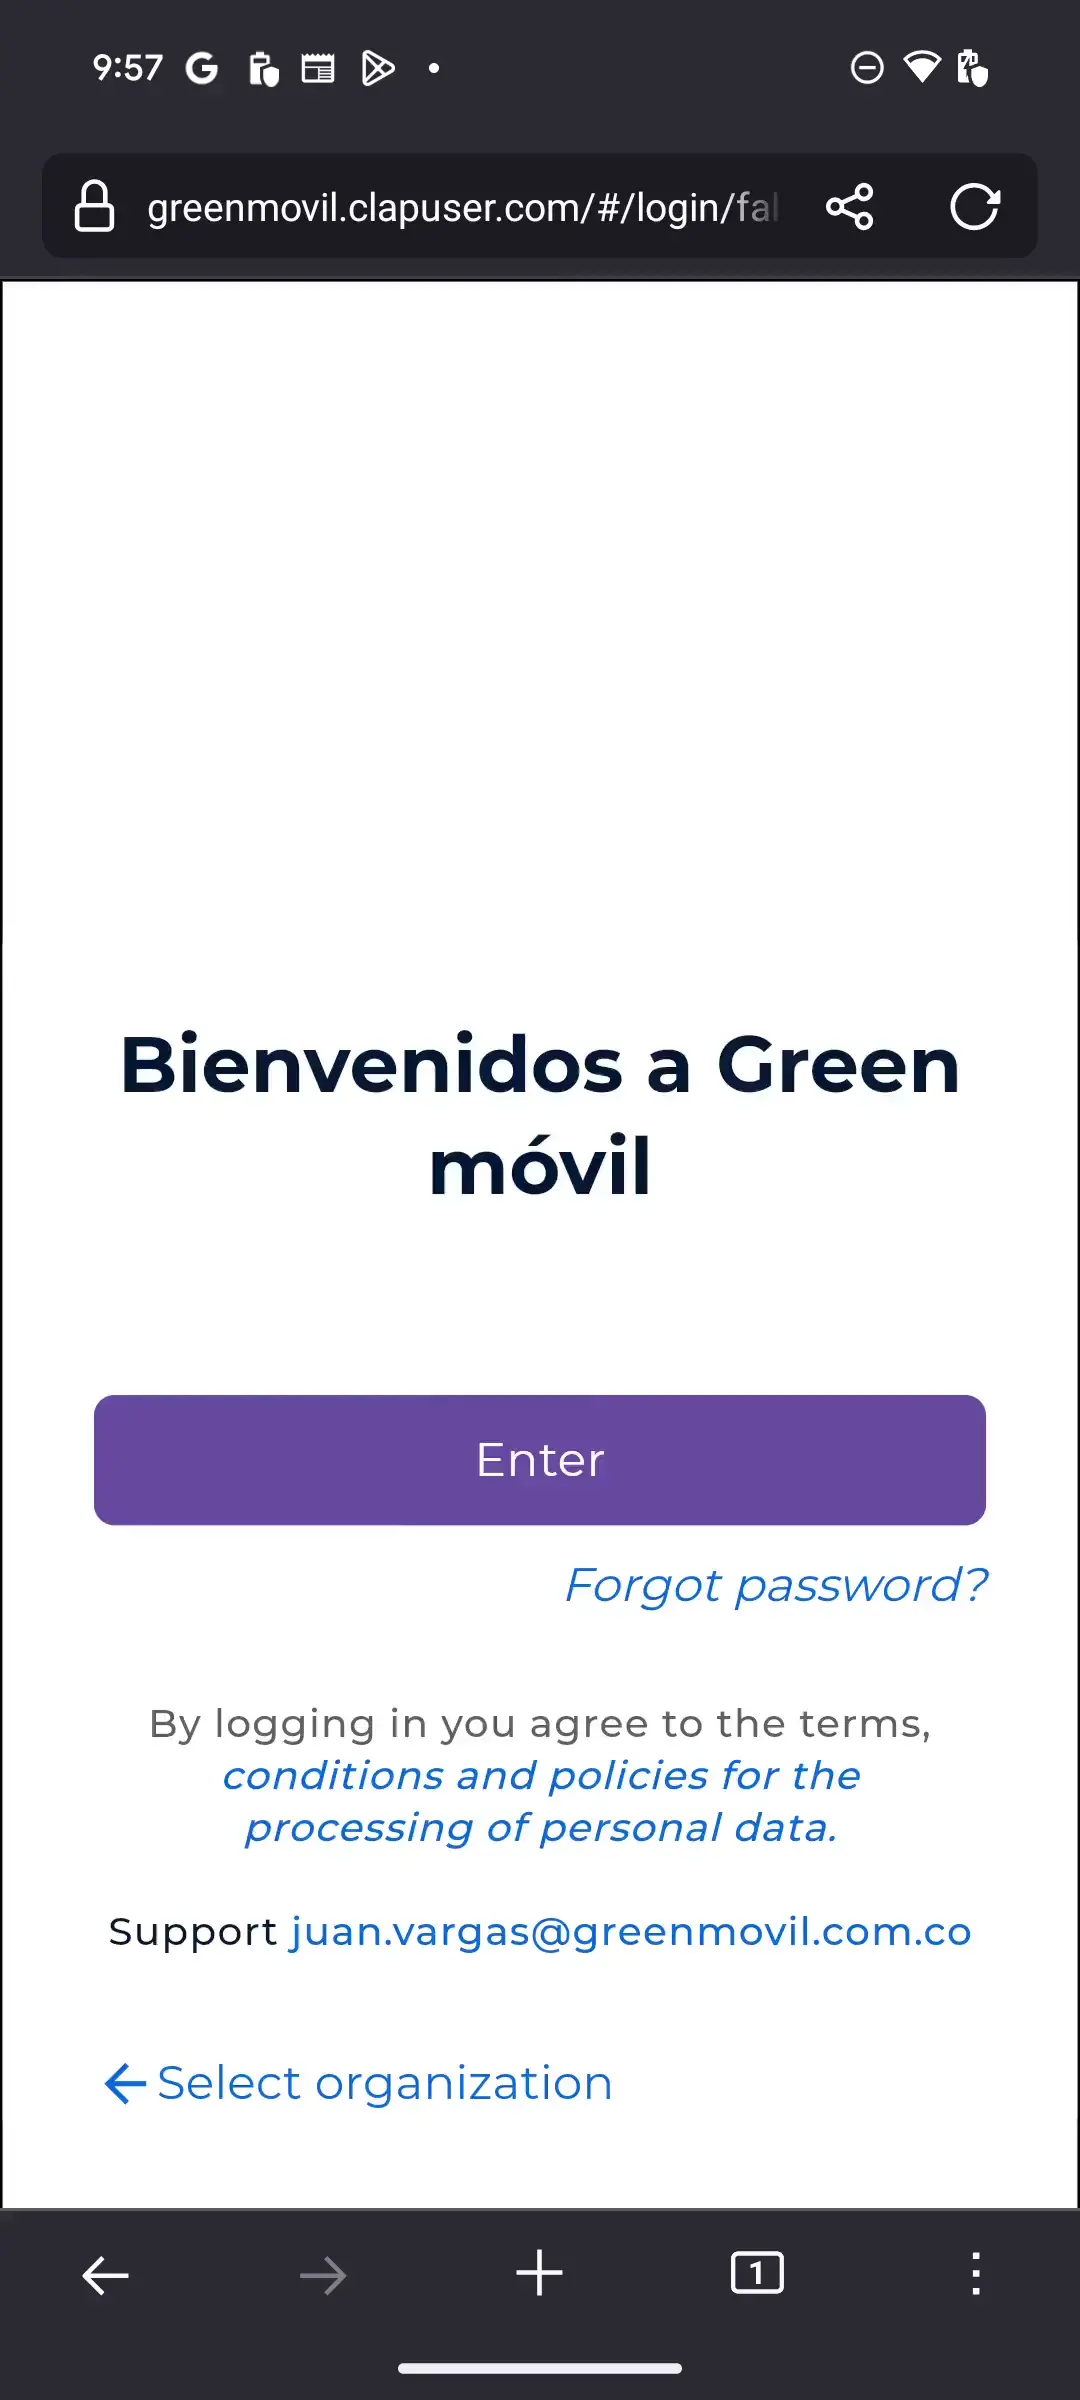 9:57
greenmovil.clapuser.com/#/login/fal
Bienvenidos a Green
móvil
Enter
Forgot password?
By logging in you agree to the terms,
conditions and policies for the
processing of personal data.
Support juan.vargas@greenmovil.com.co
Select organization
1